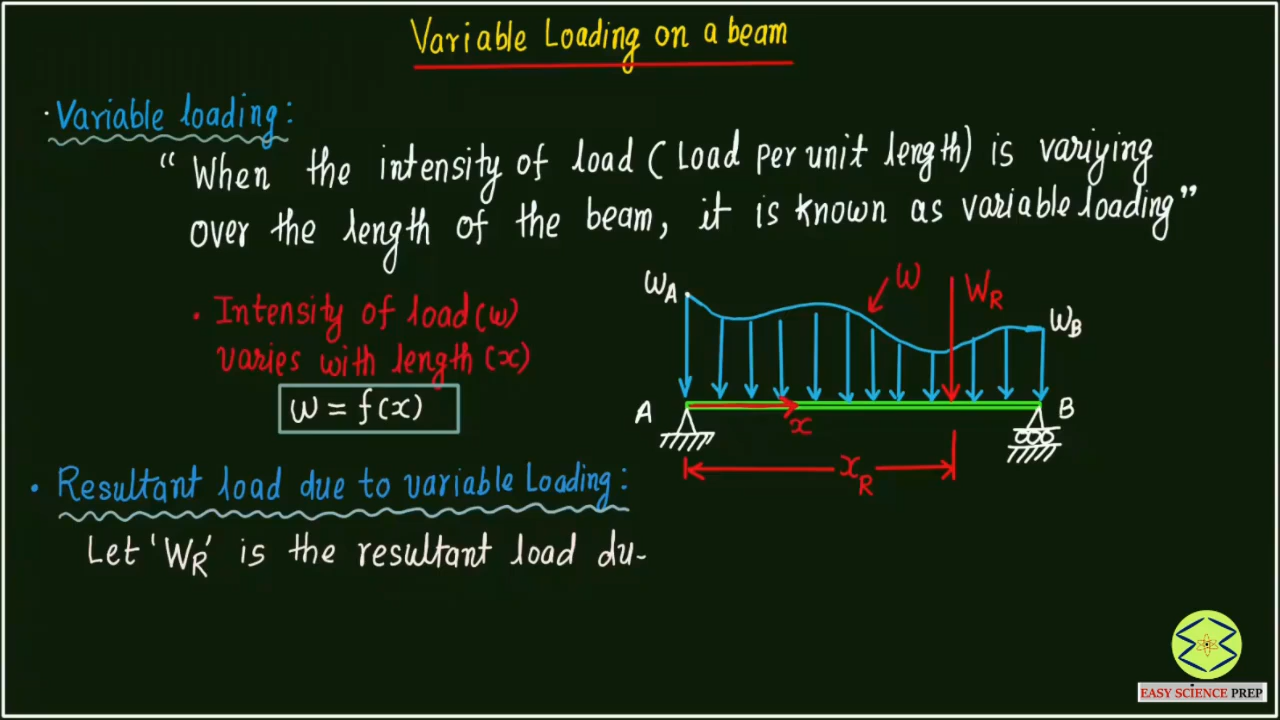 Variable Loading on a beam
Variable loading:
“ When the intensity of load ( Load per unit length) is variying
over the length of the beam, it is known as variable loading”
• Intensity of load (w)
varies with length (x)
w = f(x)
wA
w
WR
wB
A
B
x
xR
• Resultant load due to variable Loading:
Let 'WR' is the resultant load du-
EASY SCIENCE PREP